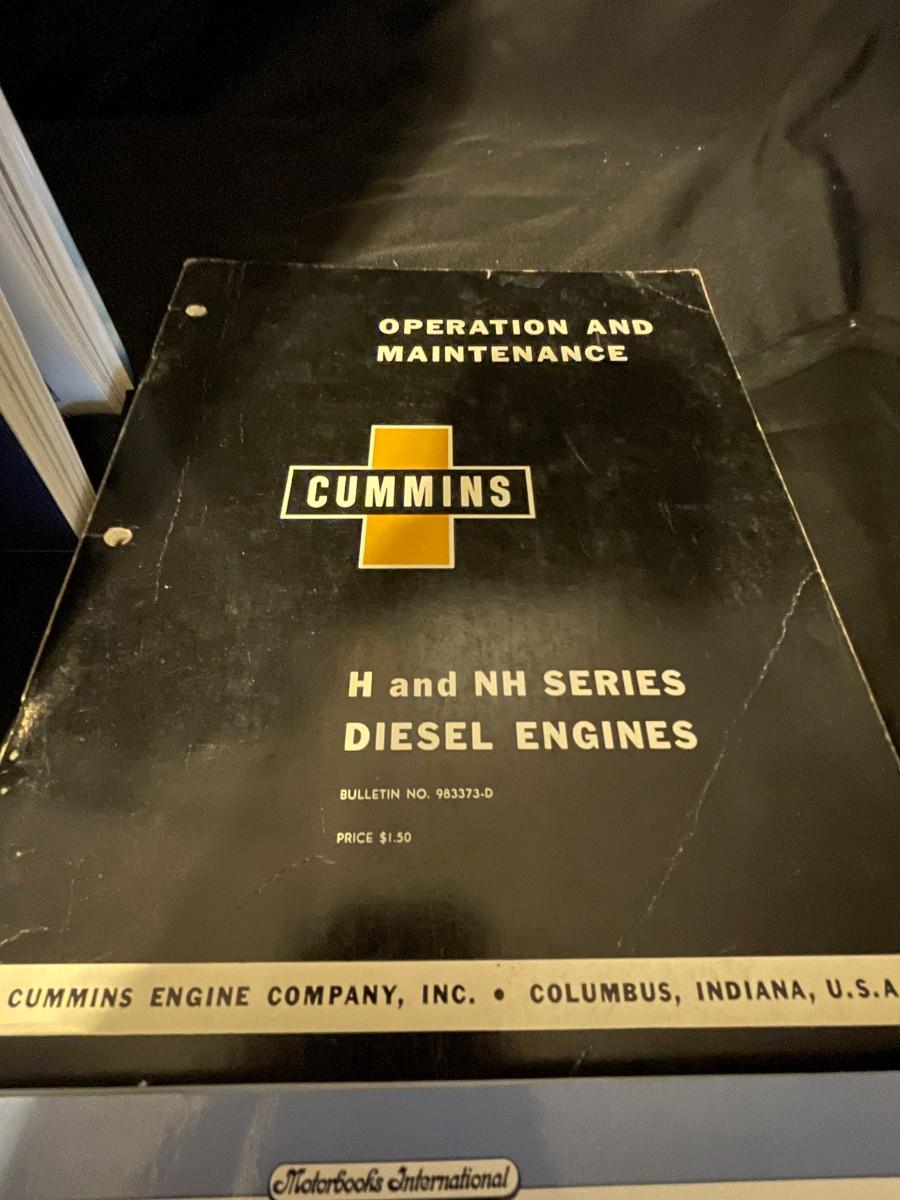 OPERATION AND
MAINTENANCE
CUMMINS
H and NH SERIES
DIESEL ENGINES
BULLETIN NO. 983373-D
PRICE $1.50
CUMMINS ENGINE COMPANY, INC. • COLUMBUS, INDIANA, U.S.A
Motorbooks International